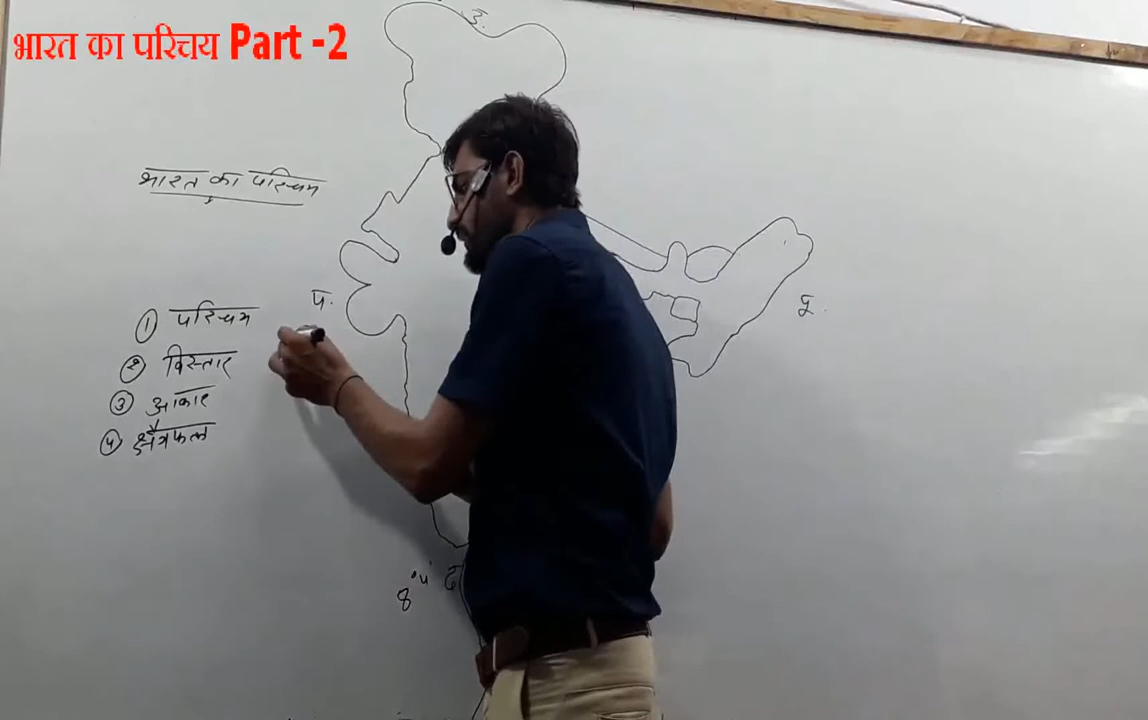 भारत का परिचय Part -2
उ.
भारत का परिचय
प.
पू.
① परिचय
② विस्तार
③ आकार
④ क्षेत्रफल
8°4' द